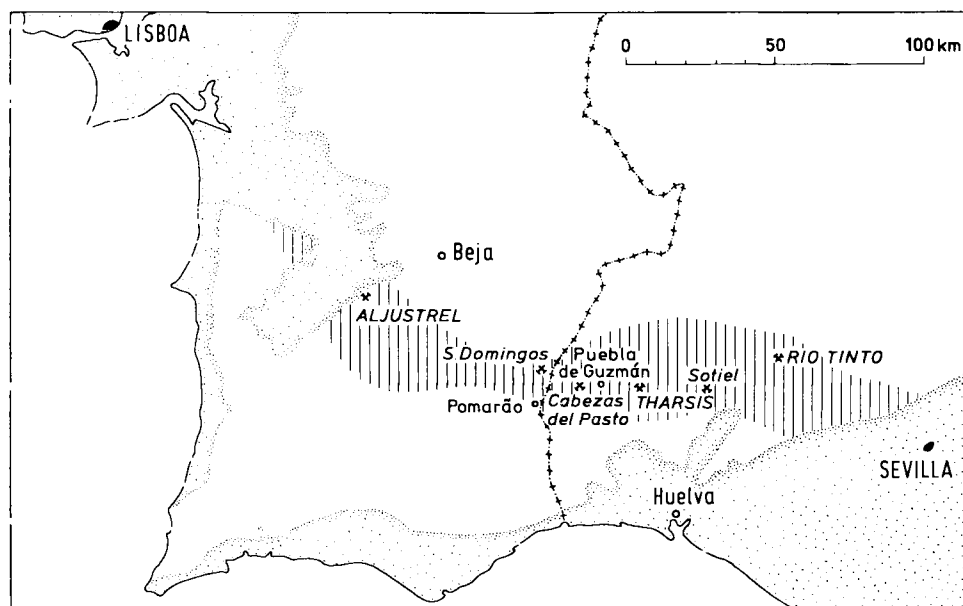 LISBOA
0 50 100 km
Beja
ALJUSTREL
S. Domingos
Puebla
de Guzmán
RIO TINTO
Sotiel
Pomarão
Cabezas
del Pasto
THARSIS
SEVILLA
Huelva